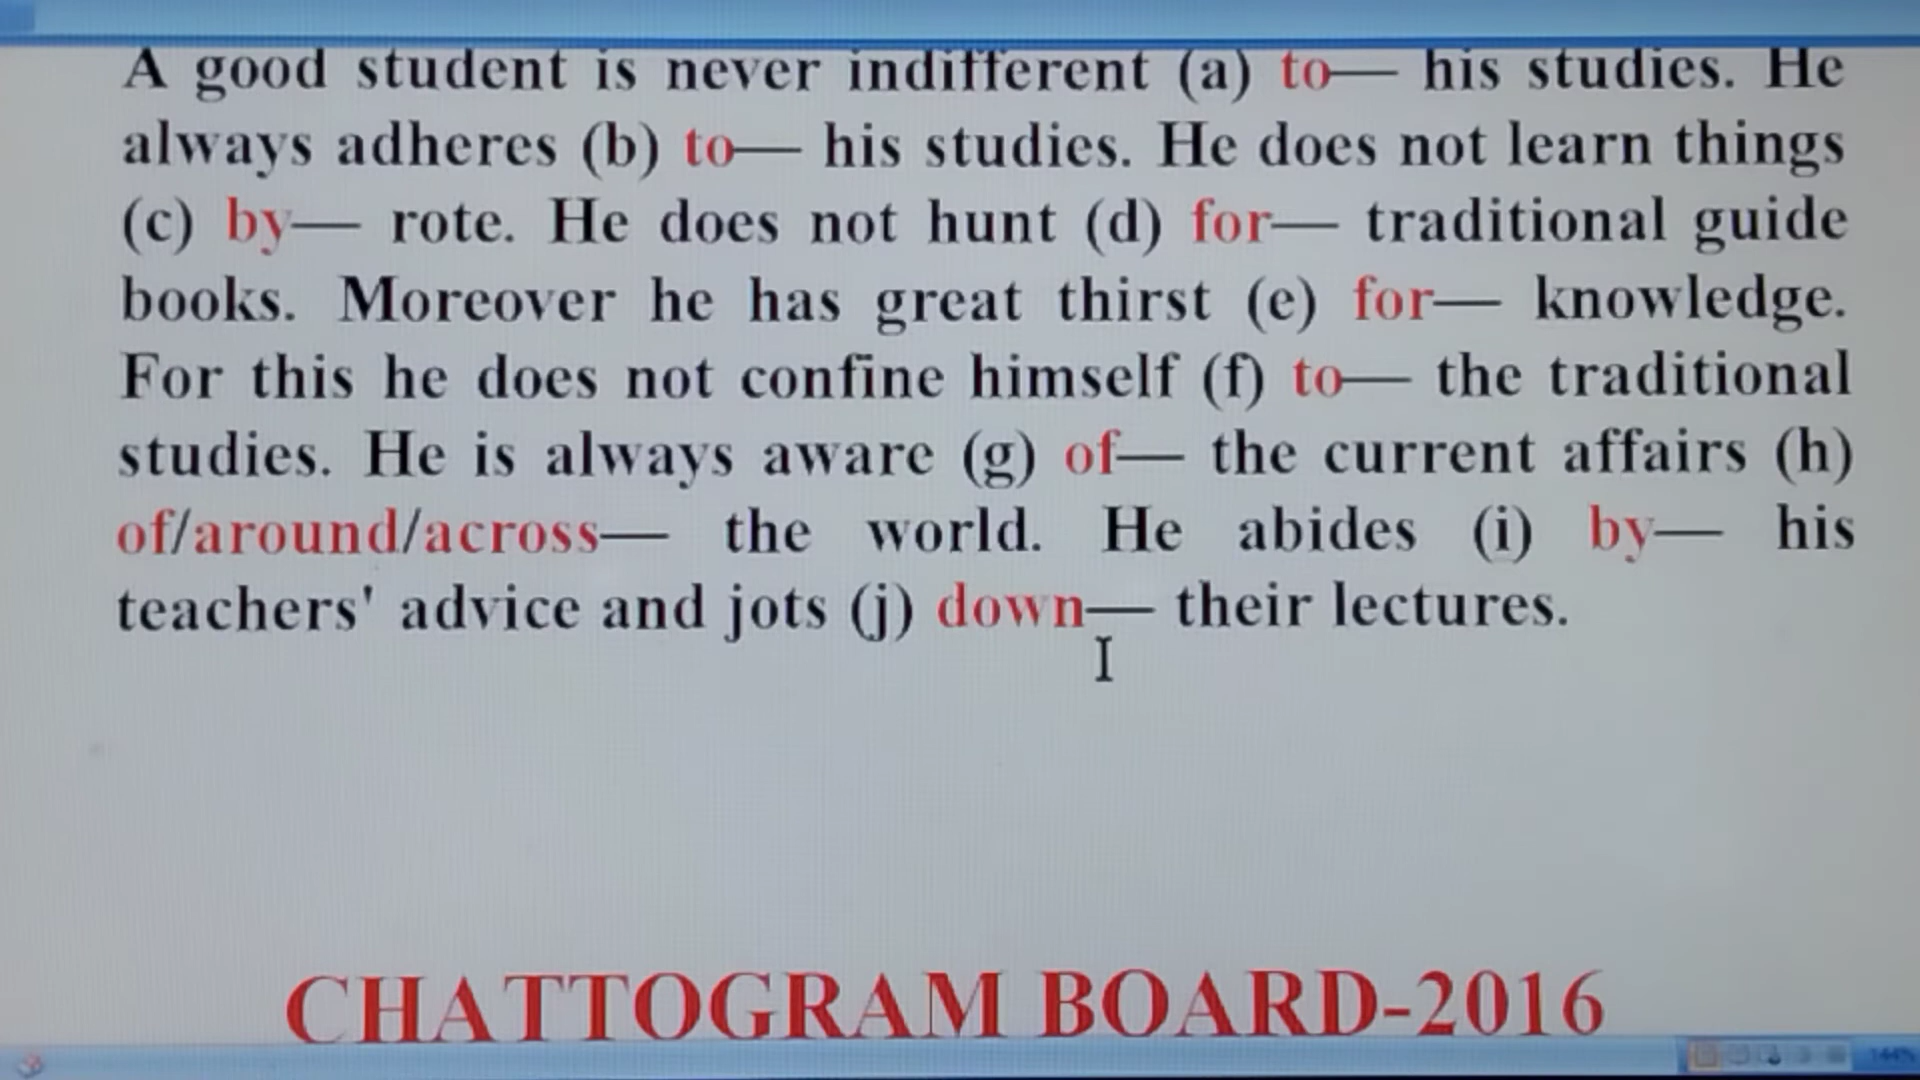 A good student is never indifferent (a) to— his studies. He
always adheres (b) to— his studies. He does not learn things
(c) by— rote. He does not hunt (d) for— traditional guide
books. Moreover he has great thirst (e) for— knowledge.
For this he does not confine himself (f) to— the traditional
studies. He is always aware (g) of— the current affairs (h)
of/around/across— the world. He abides (i) by— his
teachers' advice and jots (j) down— their lectures.
CHATTOGRAM BOARD-2016
144%